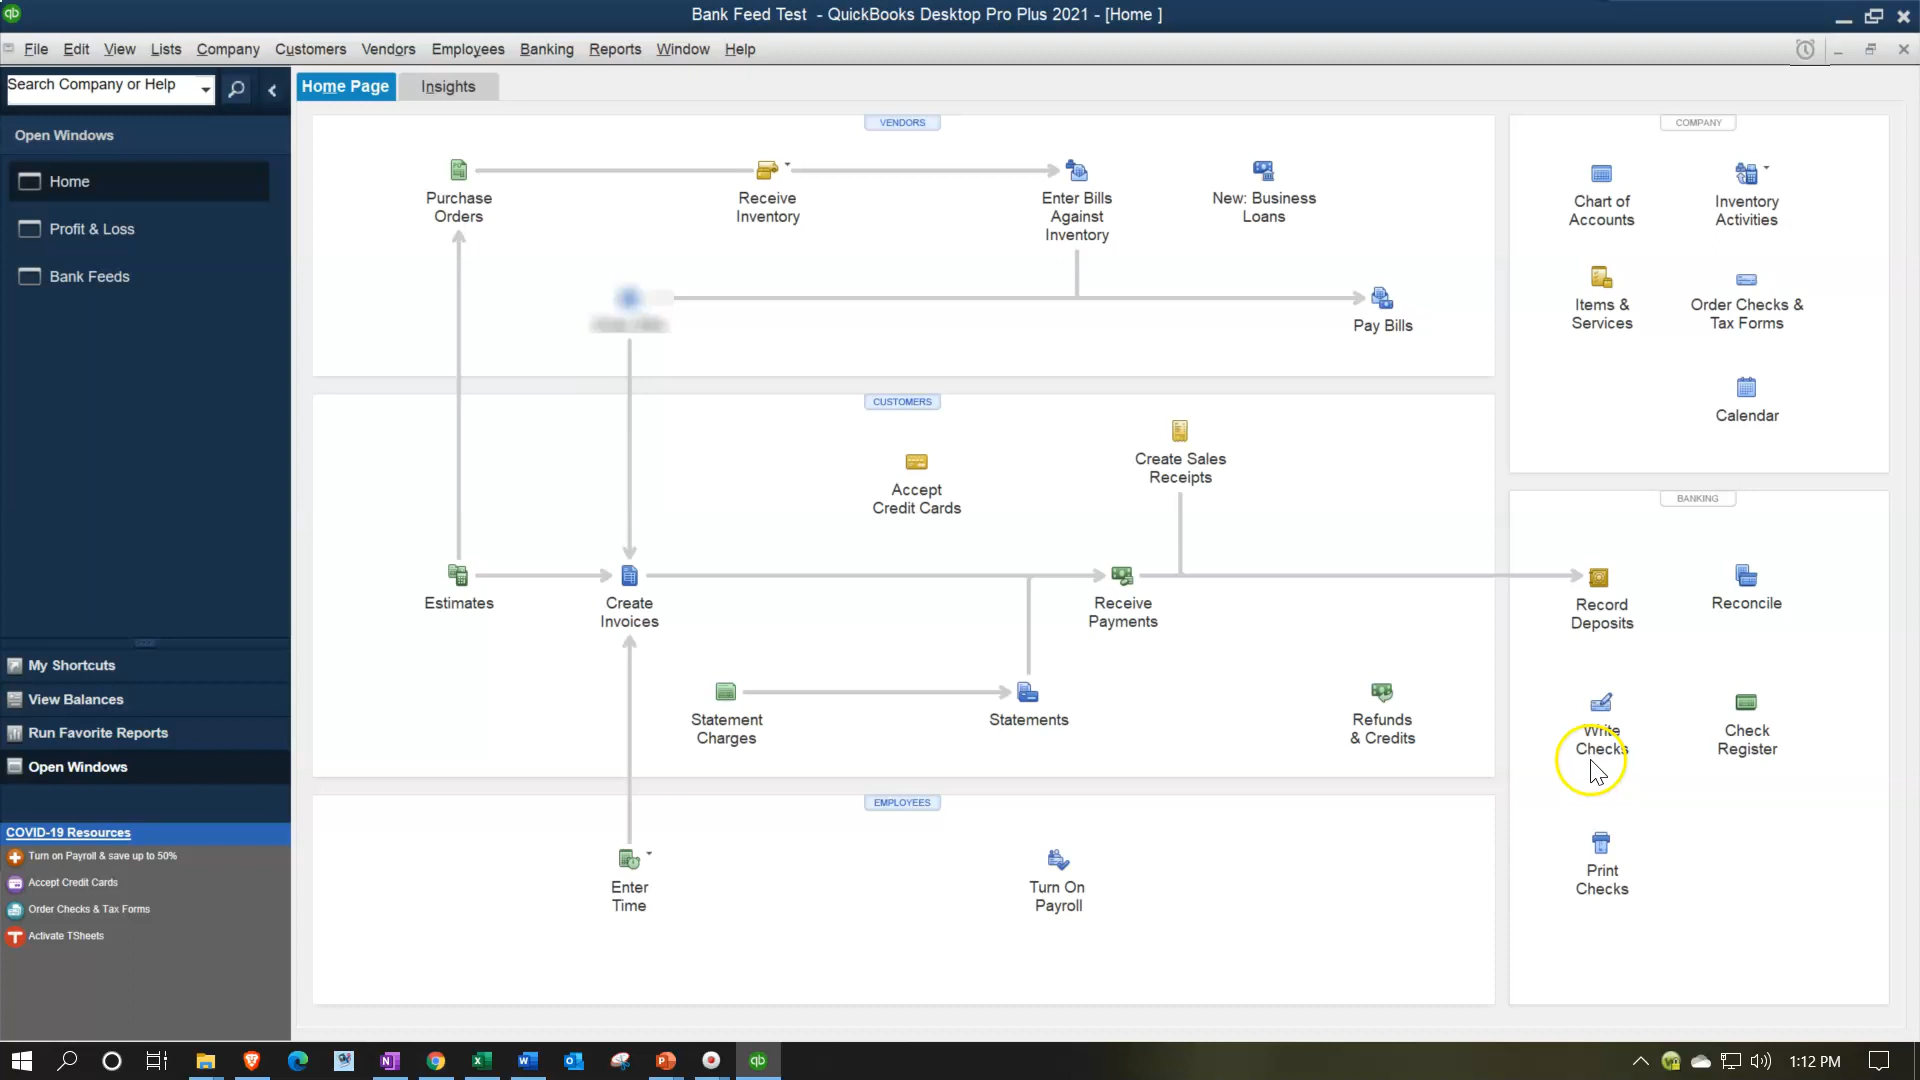 qb
Bank Feed Test - QuickBooks Desktop Pro Plus 2021 - [Home ]
File Edit View Lists Company Customers Vendors Employees Banking Reports Window Help
Search Company or Help
Home Page Insights
Open Windows
Home
Profit & Loss
Bank Feeds
My Shortcuts
View Balances
Run Favorite Reports
Open Windows
COVID-19 Resources
Turn on Payroll & save up to 50%
Accept Credit Cards
Order Checks & Tax Forms
Activate TSheets
VENDORS
Purchase
Orders
Receive
Inventory
Enter Bills
Against
Inventory
New: Business
Loans
Pay Bills
CUSTOMERS
Accept
Credit Cards
Create Sales
Receipts
Estimates
Create
Invoices
Receive
Payments
Statement
Charges
Statements
Refunds
& Credits
EMPLOYEES
Enter
Time
Turn On
Payroll
COMPANY
Chart of
Accounts
Inventory
Activities
Items &
Services
Order Checks &
Tax Forms
Calendar
BANKING
Record
Deposits
Reconcile
Write
Checks
Check
Register
Print
Checks
1:12 PM